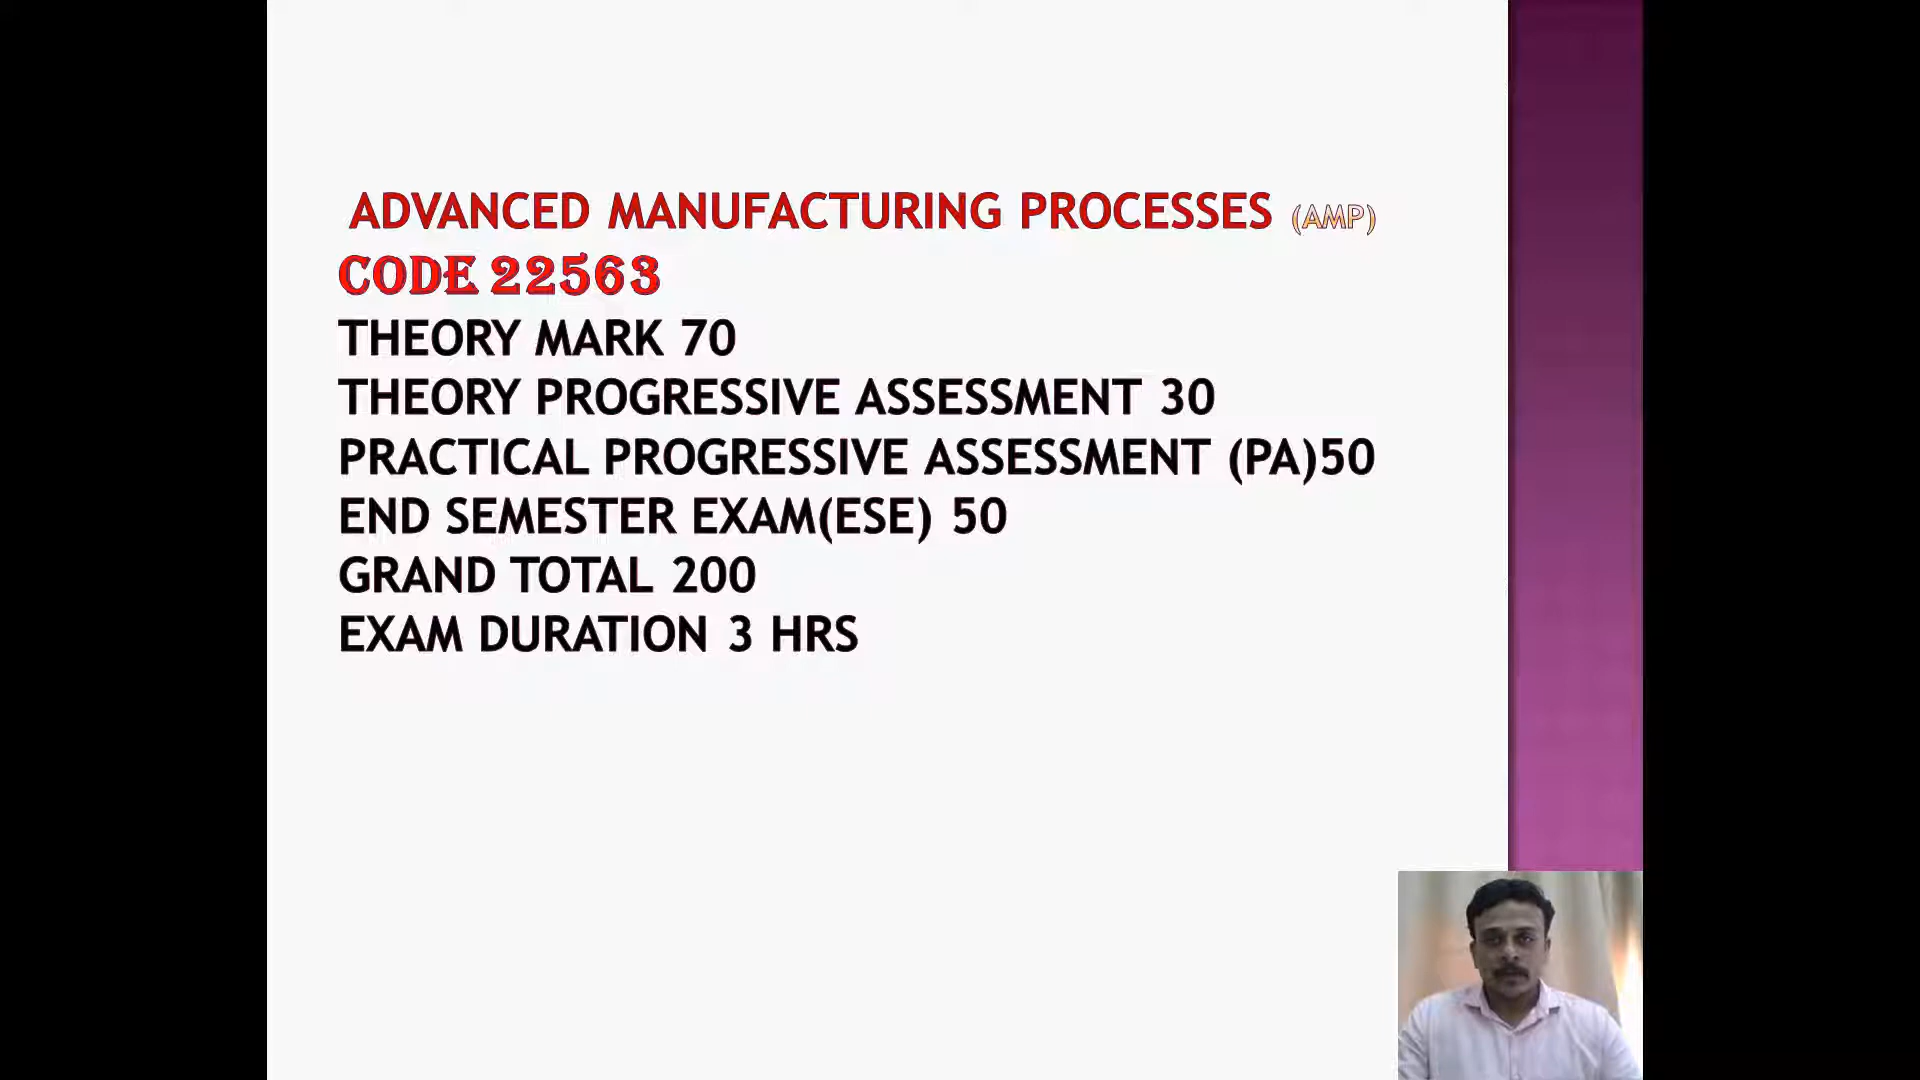 ADVANCED MANUFACTURING PROCESSES (AMP)
CODE 22563
THEORY MARK 70
THEORY PROGRESSIVE ASSESSMENT 30
PRACTICAL PROGRESSIVE ASSESSMENT (PA)50
END SEMESTER EXAM(ESE) 50
GRAND TOTAL 200
EXAM DURATION 3 HRS